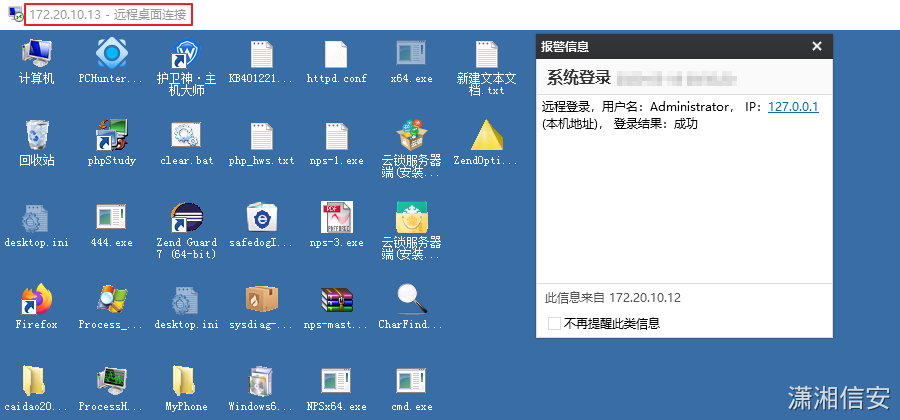 172.20.10.13 - 远程桌面连接
计算机
PCHunter...
护卫神·主
机大师
KB401221...
httpd.conf
x64.exe
新建文本文
档.txt
回收站
phpStudy
clear.bat
php_hws.txt
nps-1.exe
云锁服务器
端(安装...
ZendOpti...
desktop.ini
444.exe
Zend Guard
7 (64-bit)
safedogI...
nps-3.exe
云锁服务器
端(安装...
Firefox
Process_...
desktop.ini
sysdiag-...
nps-mast...
CharFind...
caidao20...
ProcessH...
MyPhone
Windows6...
NPSx64.exe
cmd.exe
报警信息
系统登录
远程登录，用户名：Administrator， IP：127.0.0.1
(本机地址)， 登录结果：成功
此信息来自 172.20.10.12
不再提醒此类信息
潇湘信安